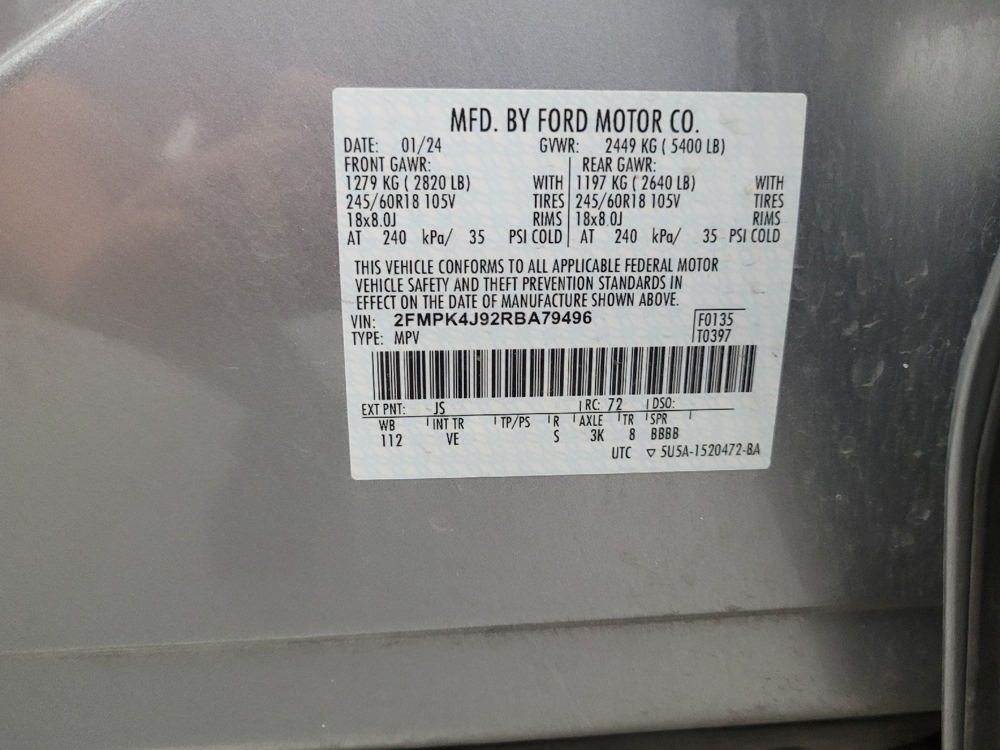 MFD. BY FORD MOTOR CO.
DATE: 01/24 GVWR: 2449 KG ( 5400 LB)
FRONT GAWR: REAR GAWR:
1279 KG ( 2820 LB) WITH 1197 KG ( 2640 LB) WITH
245/60R18 105V TIRES 245/60R18 105V TIRES
18x8.0J RIMS 18x8.0J RIMS
AT 240 kPa/ 35 PSI COLD AT 240 kPa/ 35 PSI COLD
THIS VEHICLE CONFORMS TO ALL APPLICABLE FEDERAL MOTOR
VEHICLE SAFETY AND THEFT PREVENTION STANDARDS IN
EFFECT ON THE DATE OF MANUFACTURE SHOWN ABOVE.
VIN: 2FMPK4J92RBA79496 F0135
TYPE: MPV T0397
EXT PNT: JS RC: 72 DSO:
WB INT TR TP/PS R AXLE TR SPR
112 VE S 3K 8 BBBB
UTC ▽ 5U5A-1520472-BA